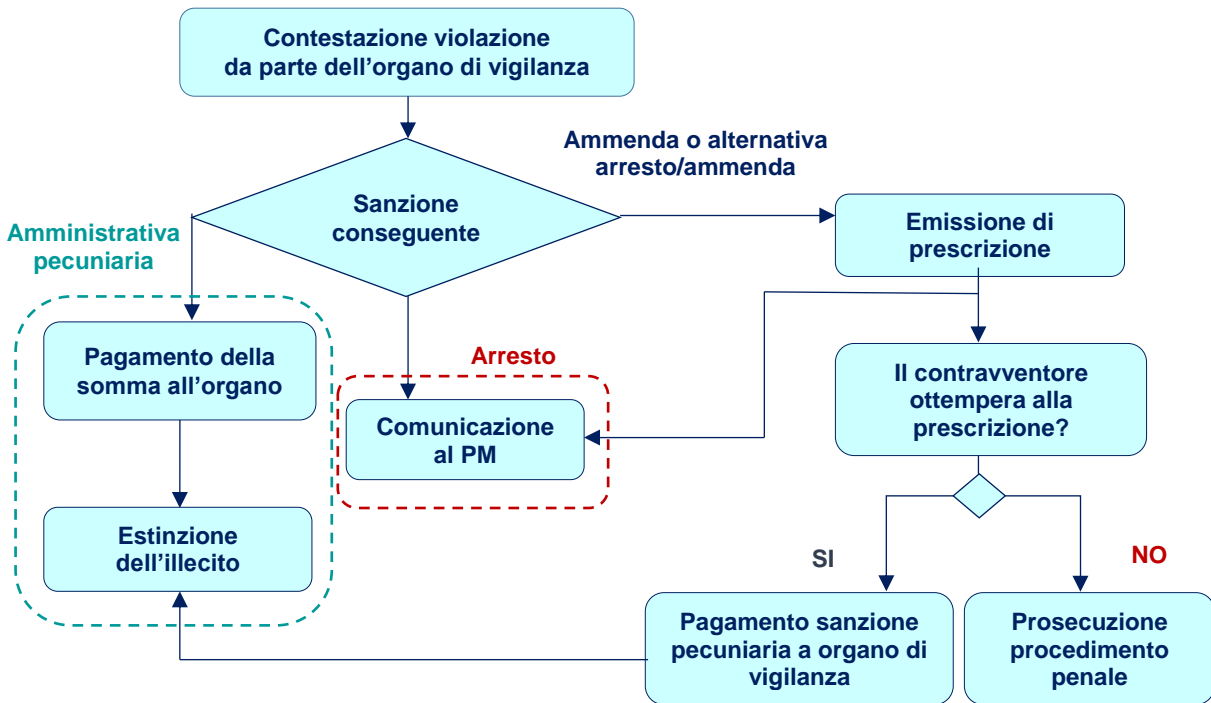 Contestazione violazione
da parte dell’organo di vigilanza
Ammenda o alternativa
arresto/ammenda
Sanzione
conseguente
Emissione di
prescrizione
Amministrativa
pecuniaria
Pagamento della
somma all’organo
Arresto
Il contravventore
ottempera alla
prescrizione?
Comunicazione
al PM
Estinzione
dell’illecito
SI
NO
Pagamento sanzione
pecuniaria a organo di
vigilanza
Prosecuzione
procedimento
penale